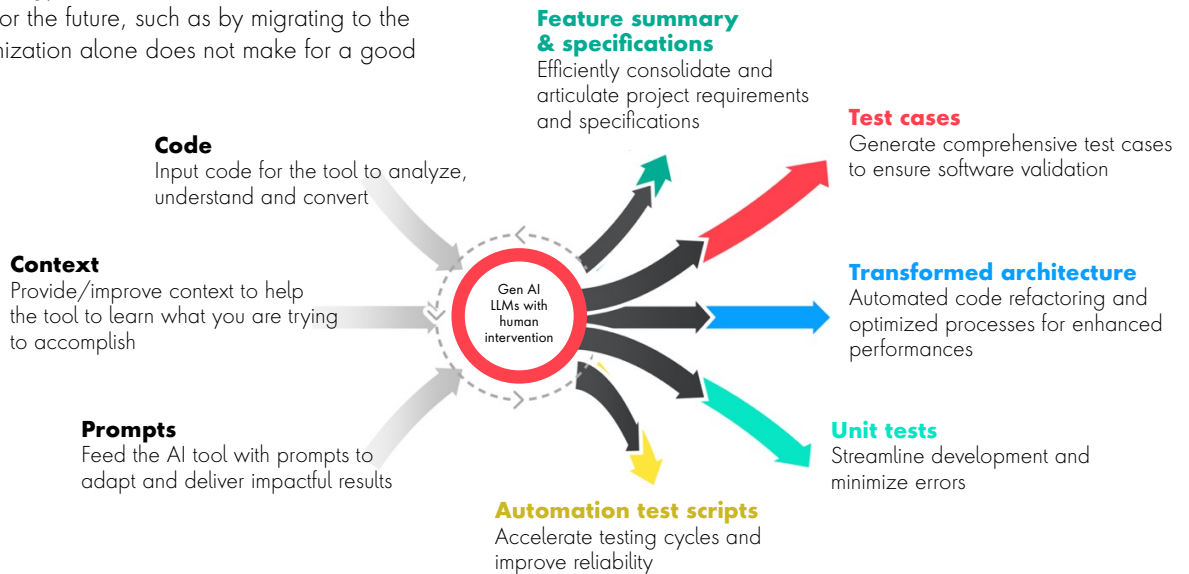 or the future, such as by migrating to the
nization alone does not make for a good
Feature summary
& specifications
Efficiently consolidate and
articulate project requirements
and specifications
Test cases
Generate comprehensive test cases
to ensure software validation
Code
Input code for the tool to analyze,
understand and convert
Context
Provide/improve context to help
the tool to learn what you are trying
to accomplish
Gen AI
LLMs with
human
intervention
Transformed architecture
Automated code refactoring and
optimized processes for enhanced
performances
Prompts
Feed the AI tool with prompts to
adapt and deliver impactful results
Unit tests
Streamline development and
minimize errors
Automation test scripts
Accelerate testing cycles and
improve reliability